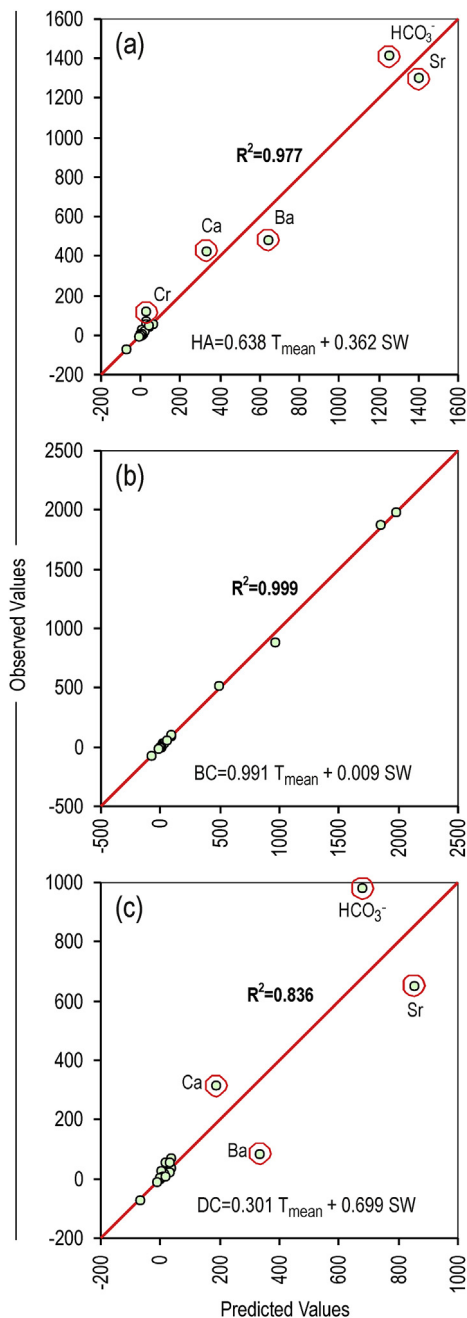 Observed Values
(a)
1600
1400
1200
1000
800
600
400
200
0
-200
HCO3-
Sr
R2=0.977
Ca
Ba
Cr
HA=0.638 Tmean + 0.362 SW
-200 0 200 400 600 800 1000 1200 1400 1600
(b)
2500
2000
1500
1000
500
0
-500
R2=0.999
BC=0.991 Tmean + 0.009 SW
-500 0 500 1000 1500 2000 2500
(c)
1000
800
600
400
200
0
-200
HCO3-
R2=0.836
Sr
Ca
Ba
DC=0.301 Tmean + 0.699 SW
-200 0 200 400 600 800 1000
Predicted Values